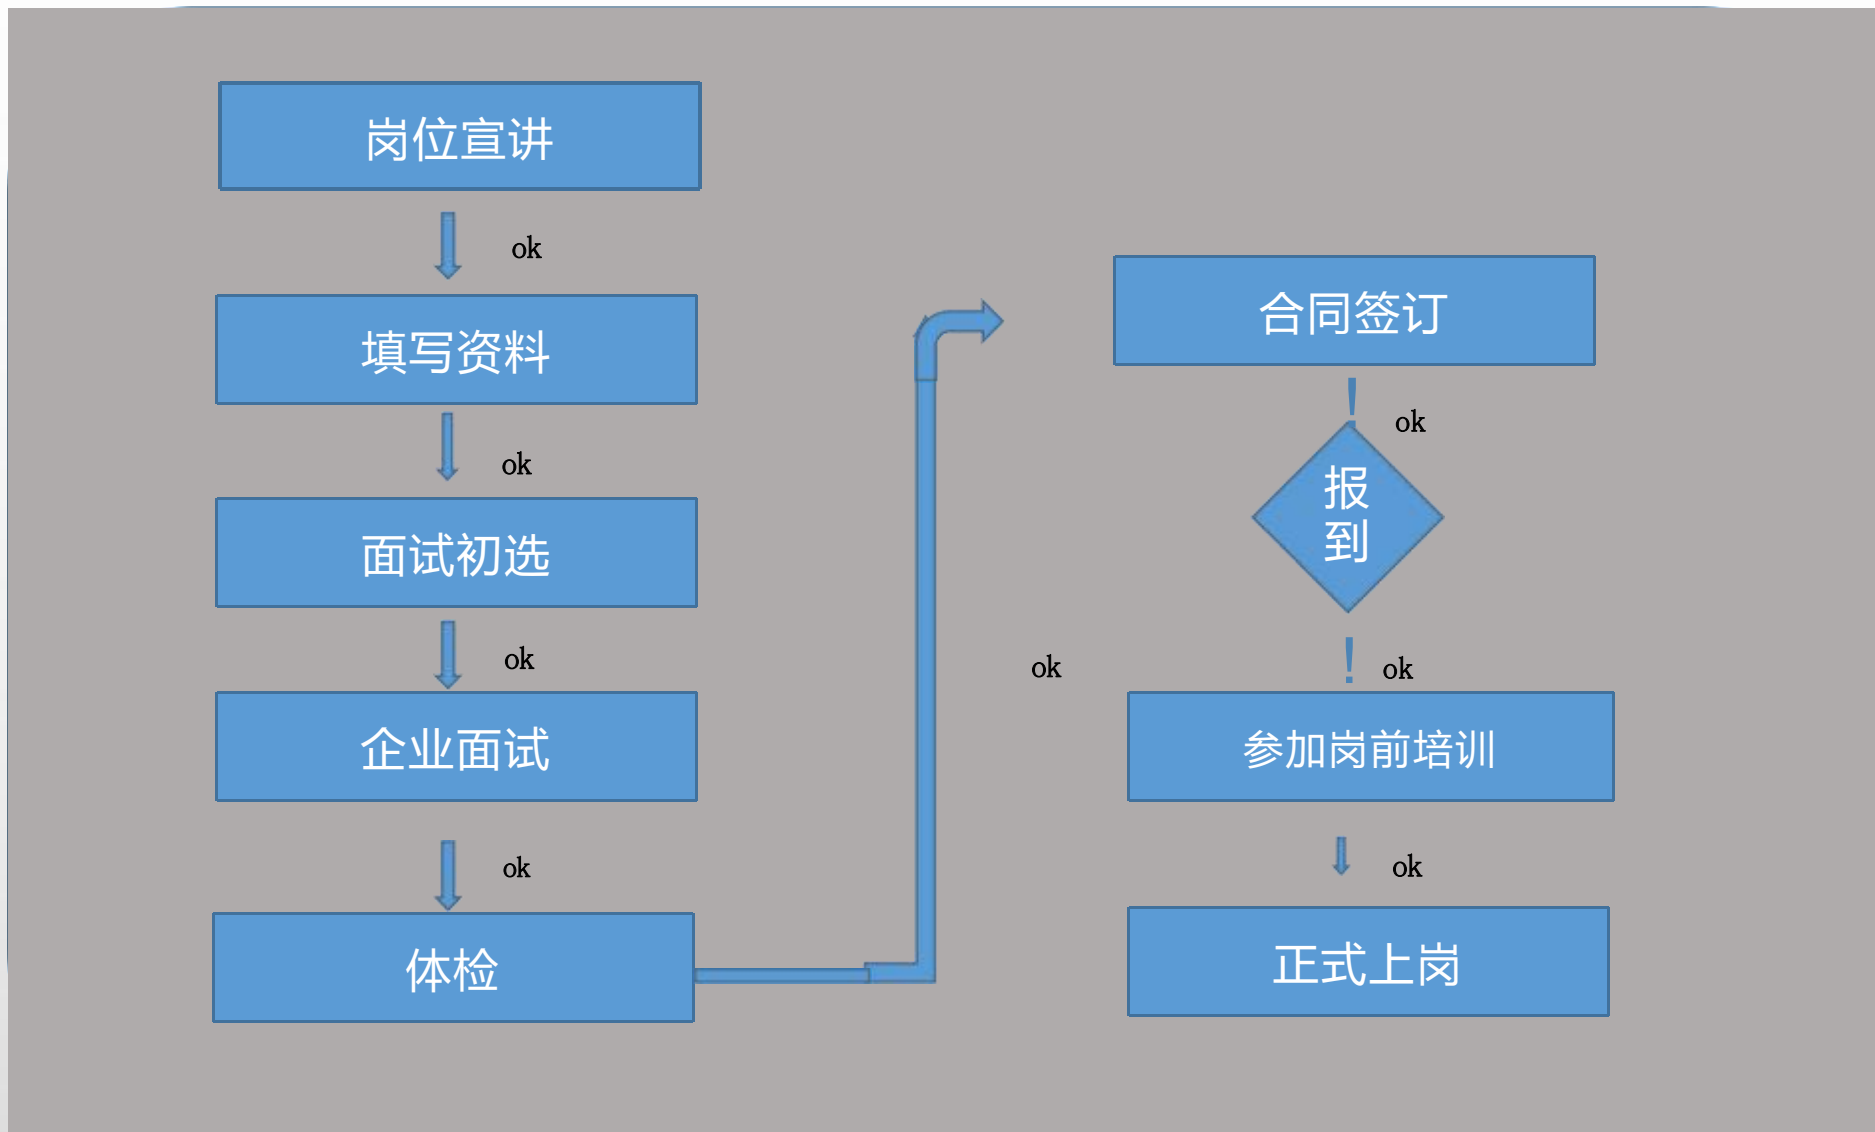 岗位宣讲
ok
填写资料
ok
面试初选
ok
企业面试
ok
体检
ok
合同签订
! ok
报
到
! ok
参加岗前培训
ok
正式上岗